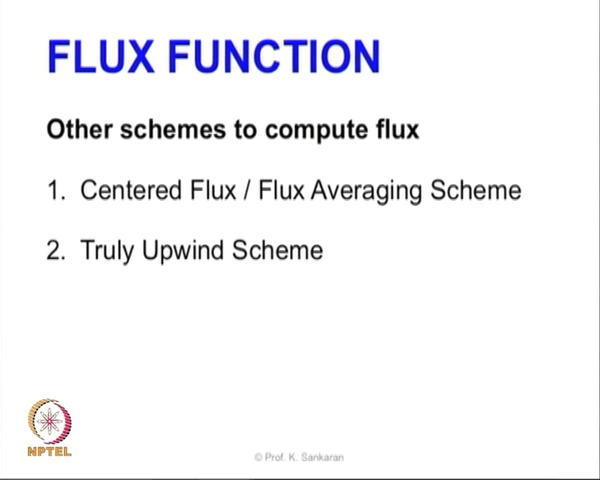 FLUX FUNCTION
Other schemes to compute flux
1. Centered Flux / Flux Averaging Scheme
2. Truly Upwind Scheme
NPTEL
© Prof. K. Sankaran